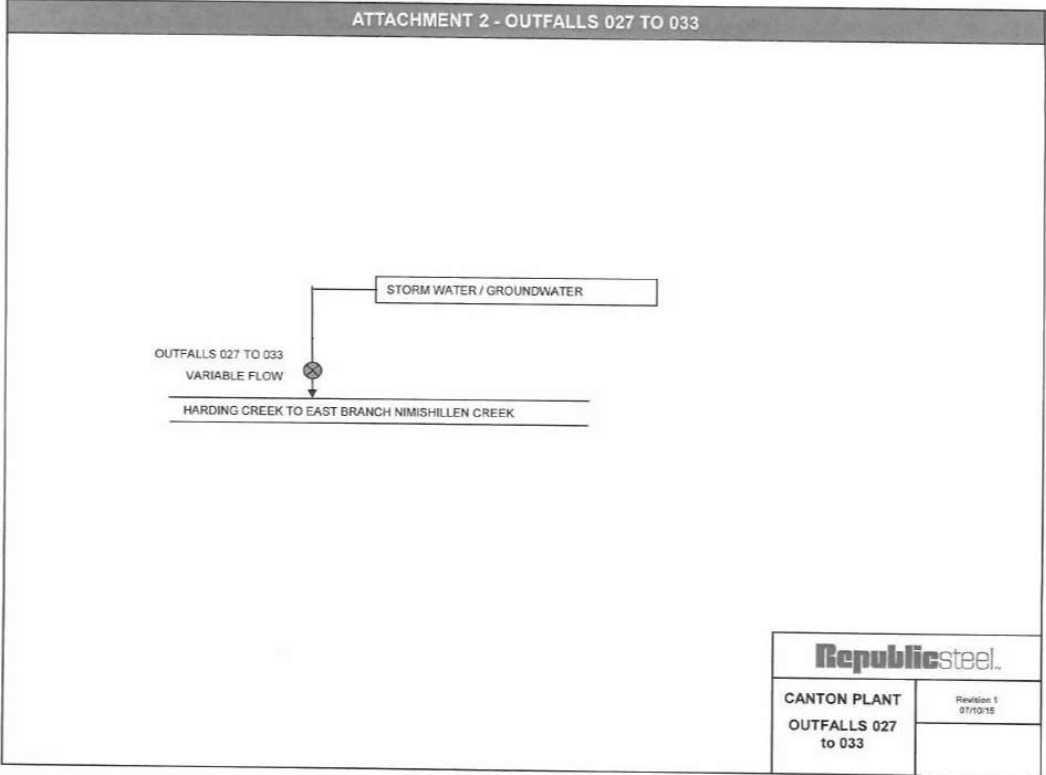 ATTACHMENT 2 - OUTFALLS 027 TO 033
STORM WATER / GROUNDWATER
OUTFALLS 027 TO 033
VARIABLE FLOW
HARDING CREEK TO EAST BRANCH NIMISHILLEN CREEK
Republicsteel
CANTON PLANT
OUTFALLS 027
to 033
Revision 1
07/10/15